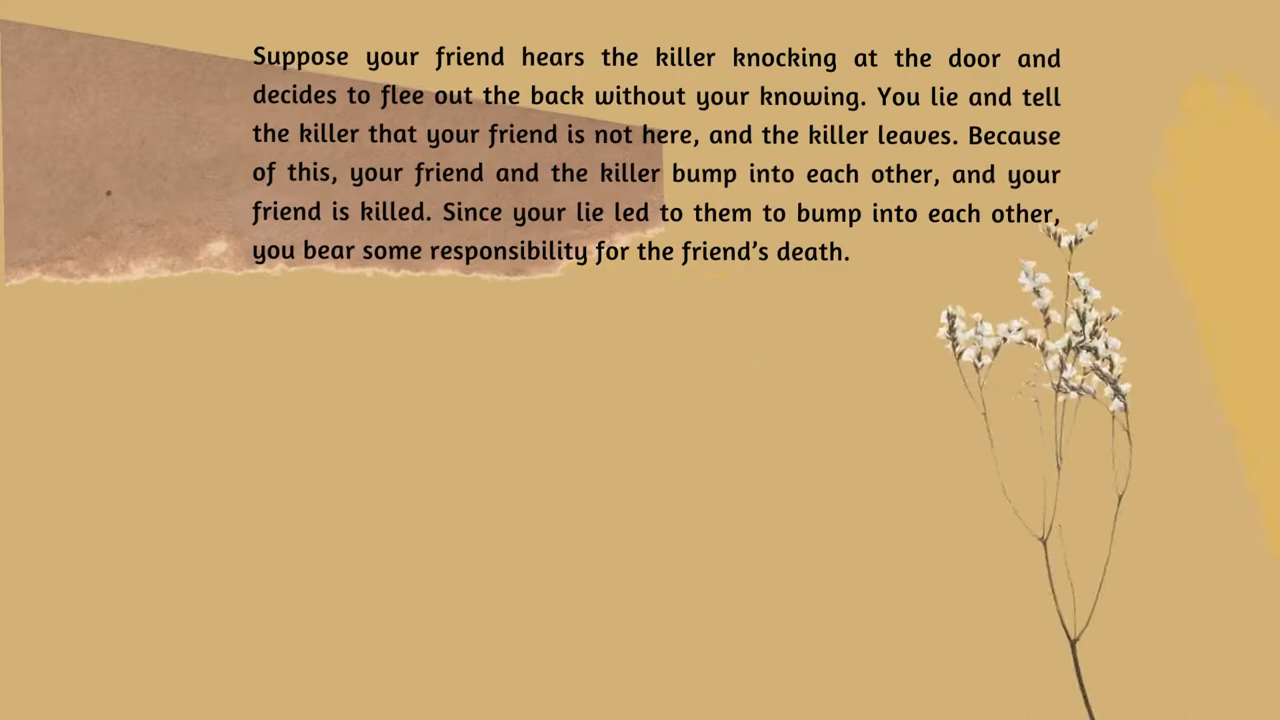 Suppose your friend hears the killer knocking at the door and
decides to flee out the back without your knowing. You lie and tell
the killer that your friend is not here, and the killer leaves. Because
of this, your friend and the killer bump into each other, and your
friend is killed. Since your lie led to them to bump into each other,
you bear some responsibility for the friend’s death.